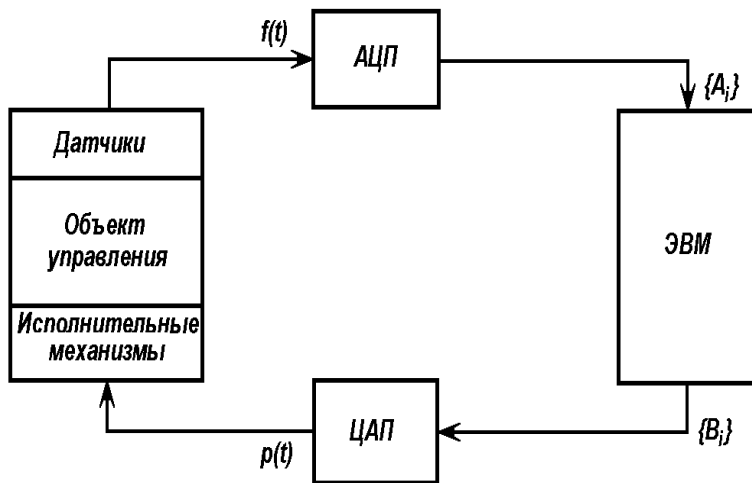 f(t)
АЦП
{Aᵢ}
Датчики
Объект
управления
ЭВМ
Исполнительные
механизмы
ЦАП
p(t)
{Bᵢ}